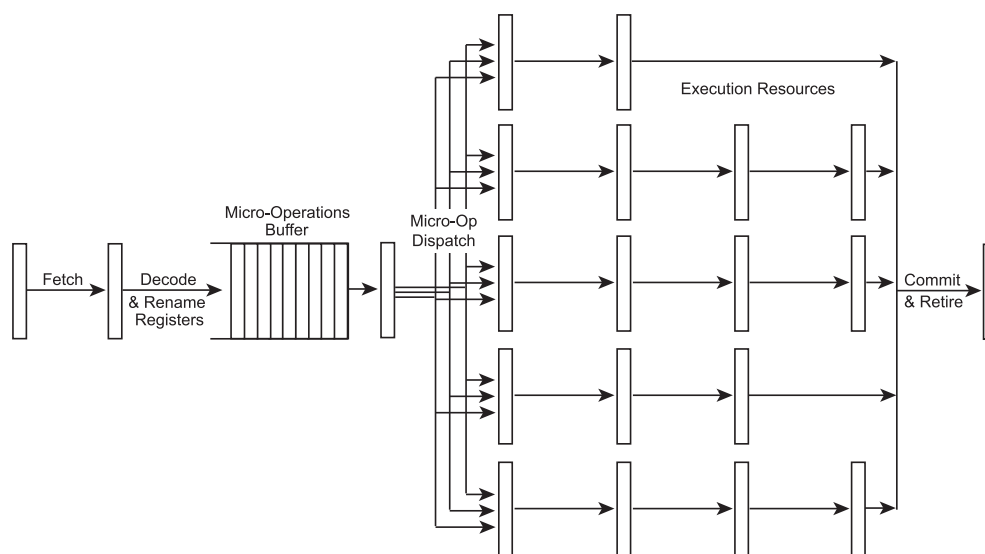 Execution Resources
Micro-Operations
Buffer
Micro-Op
Dispatch
Fetch
Decode
& Rename
Registers
Commit
& Retire